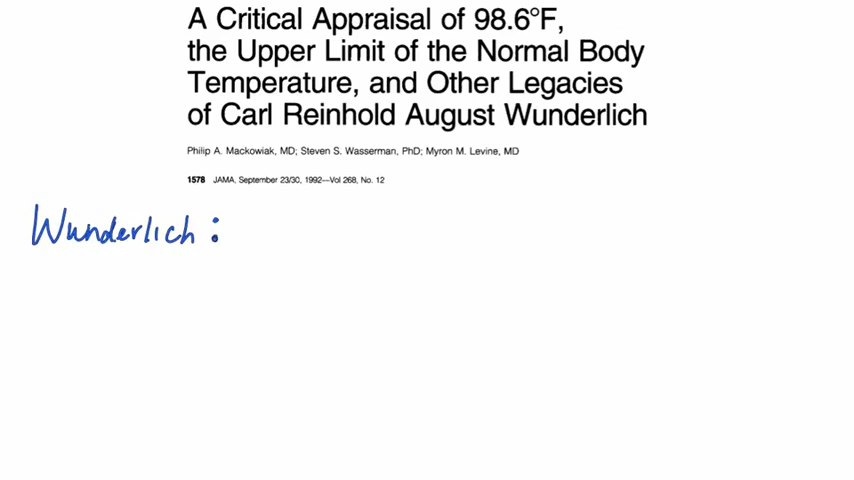 A Critical Appraisal of 98.6°F,
the Upper Limit of the Normal Body
Temperature, and Other Legacies
of Carl Reinhold August Wunderlich
Philip A. Mackowiak, MD; Steven S. Wasserman, PhD; Myron M. Levine, MD
1578 JAMA, September 23/30, 1992—Vol 268, No. 12
Wunderlich: